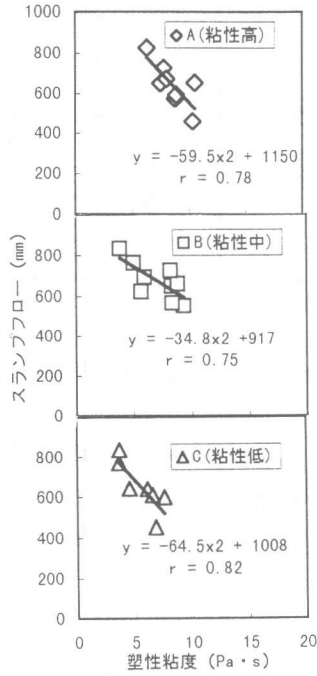 1000
800
600
400
200
0
◇ A(粘性高)
y = -59.5x2 + 1150
r = 0.78
800
600
400
200
0
□ B(粘性中)
y = -34.8x2 +917
r = 0.75
800
600
400
200
0
△ C(粘性低)
y = -64.5x2 + 1008
r = 0.82
0 5 10 15 20
塑性粘度 (Pa・s)
スランプフロー (mm)